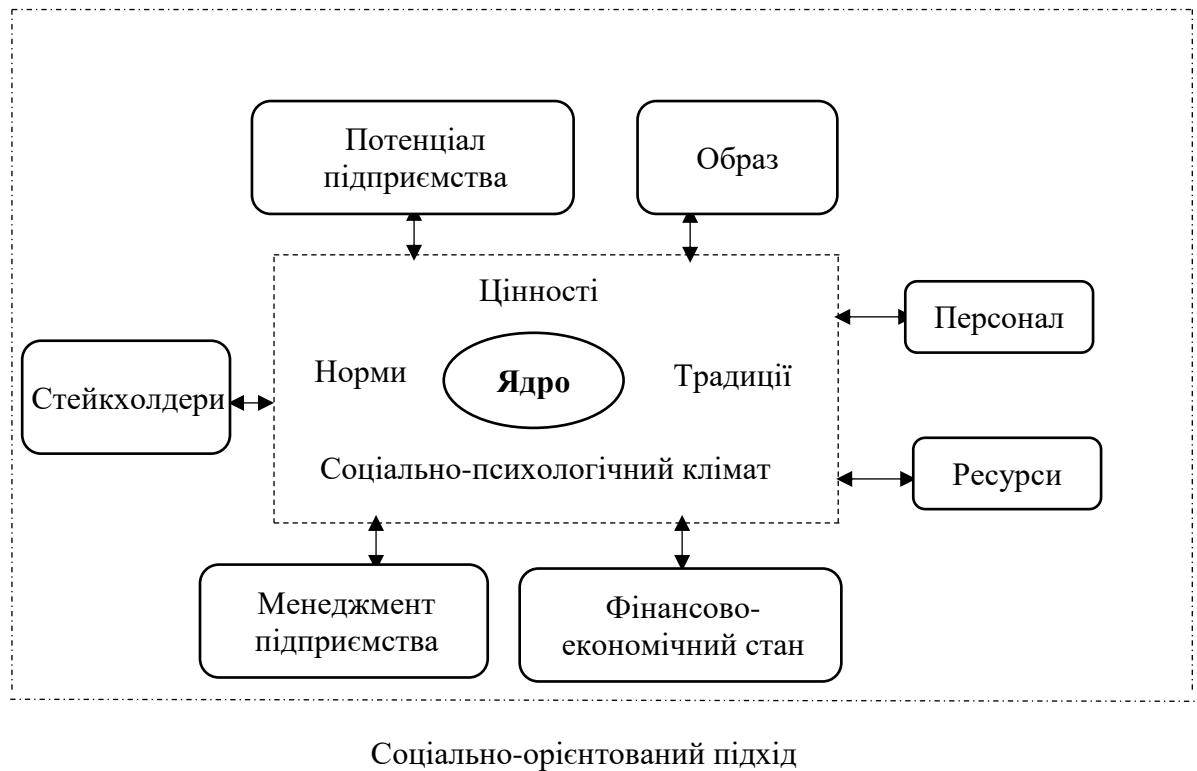 Потенціал
підприємства
Образ
Цінності
Персонал
Норми
Ядро
Традиції
Стейкхолдери
Соціально-психологічний клімат
Ресурси
Менеджмент
підприємства
Фінансово-
економічний стан
Соціально-орієнтований підхід